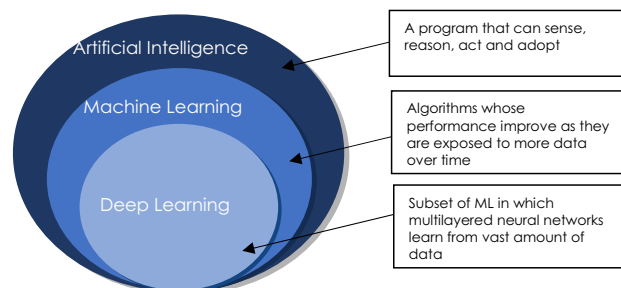 Artificial Intelligence
A program that can sense,
reason, act and adopt
Machine Learning
Algorithms whose
performance improve as they
are exposed to more data
over time
Deep Learning
Subset of ML in which
multilayered neural networks
learn from vast amount of
data